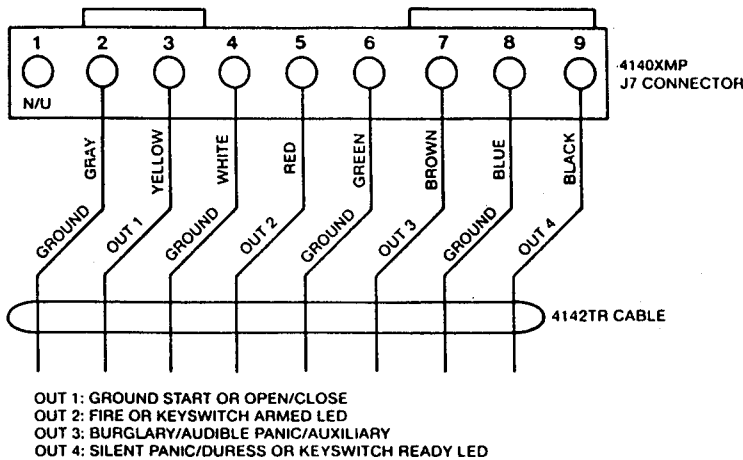 1 2 3 4 5 6 7 8 9
N/U
4140XMP
J7 CONNECTOR
GRAY
YELLOW
WHITE
RED
GREEN
BROWN
BLUE
BLACK
GROUND
OUT 1
GROUND
OUT 2
GROUND
OUT 3
GROUND
OUT 4
4142TR CABLE
OUT 1: GROUND START OR OPEN/CLOSE
OUT 2: FIRE OR KEYSWITCH ARMED LED
OUT 3: BURGLARY/AUDIBLE PANIC/AUXILIARY
OUT 4: SILENT PANIC/DURESS OR KEYSWITCH READY LED